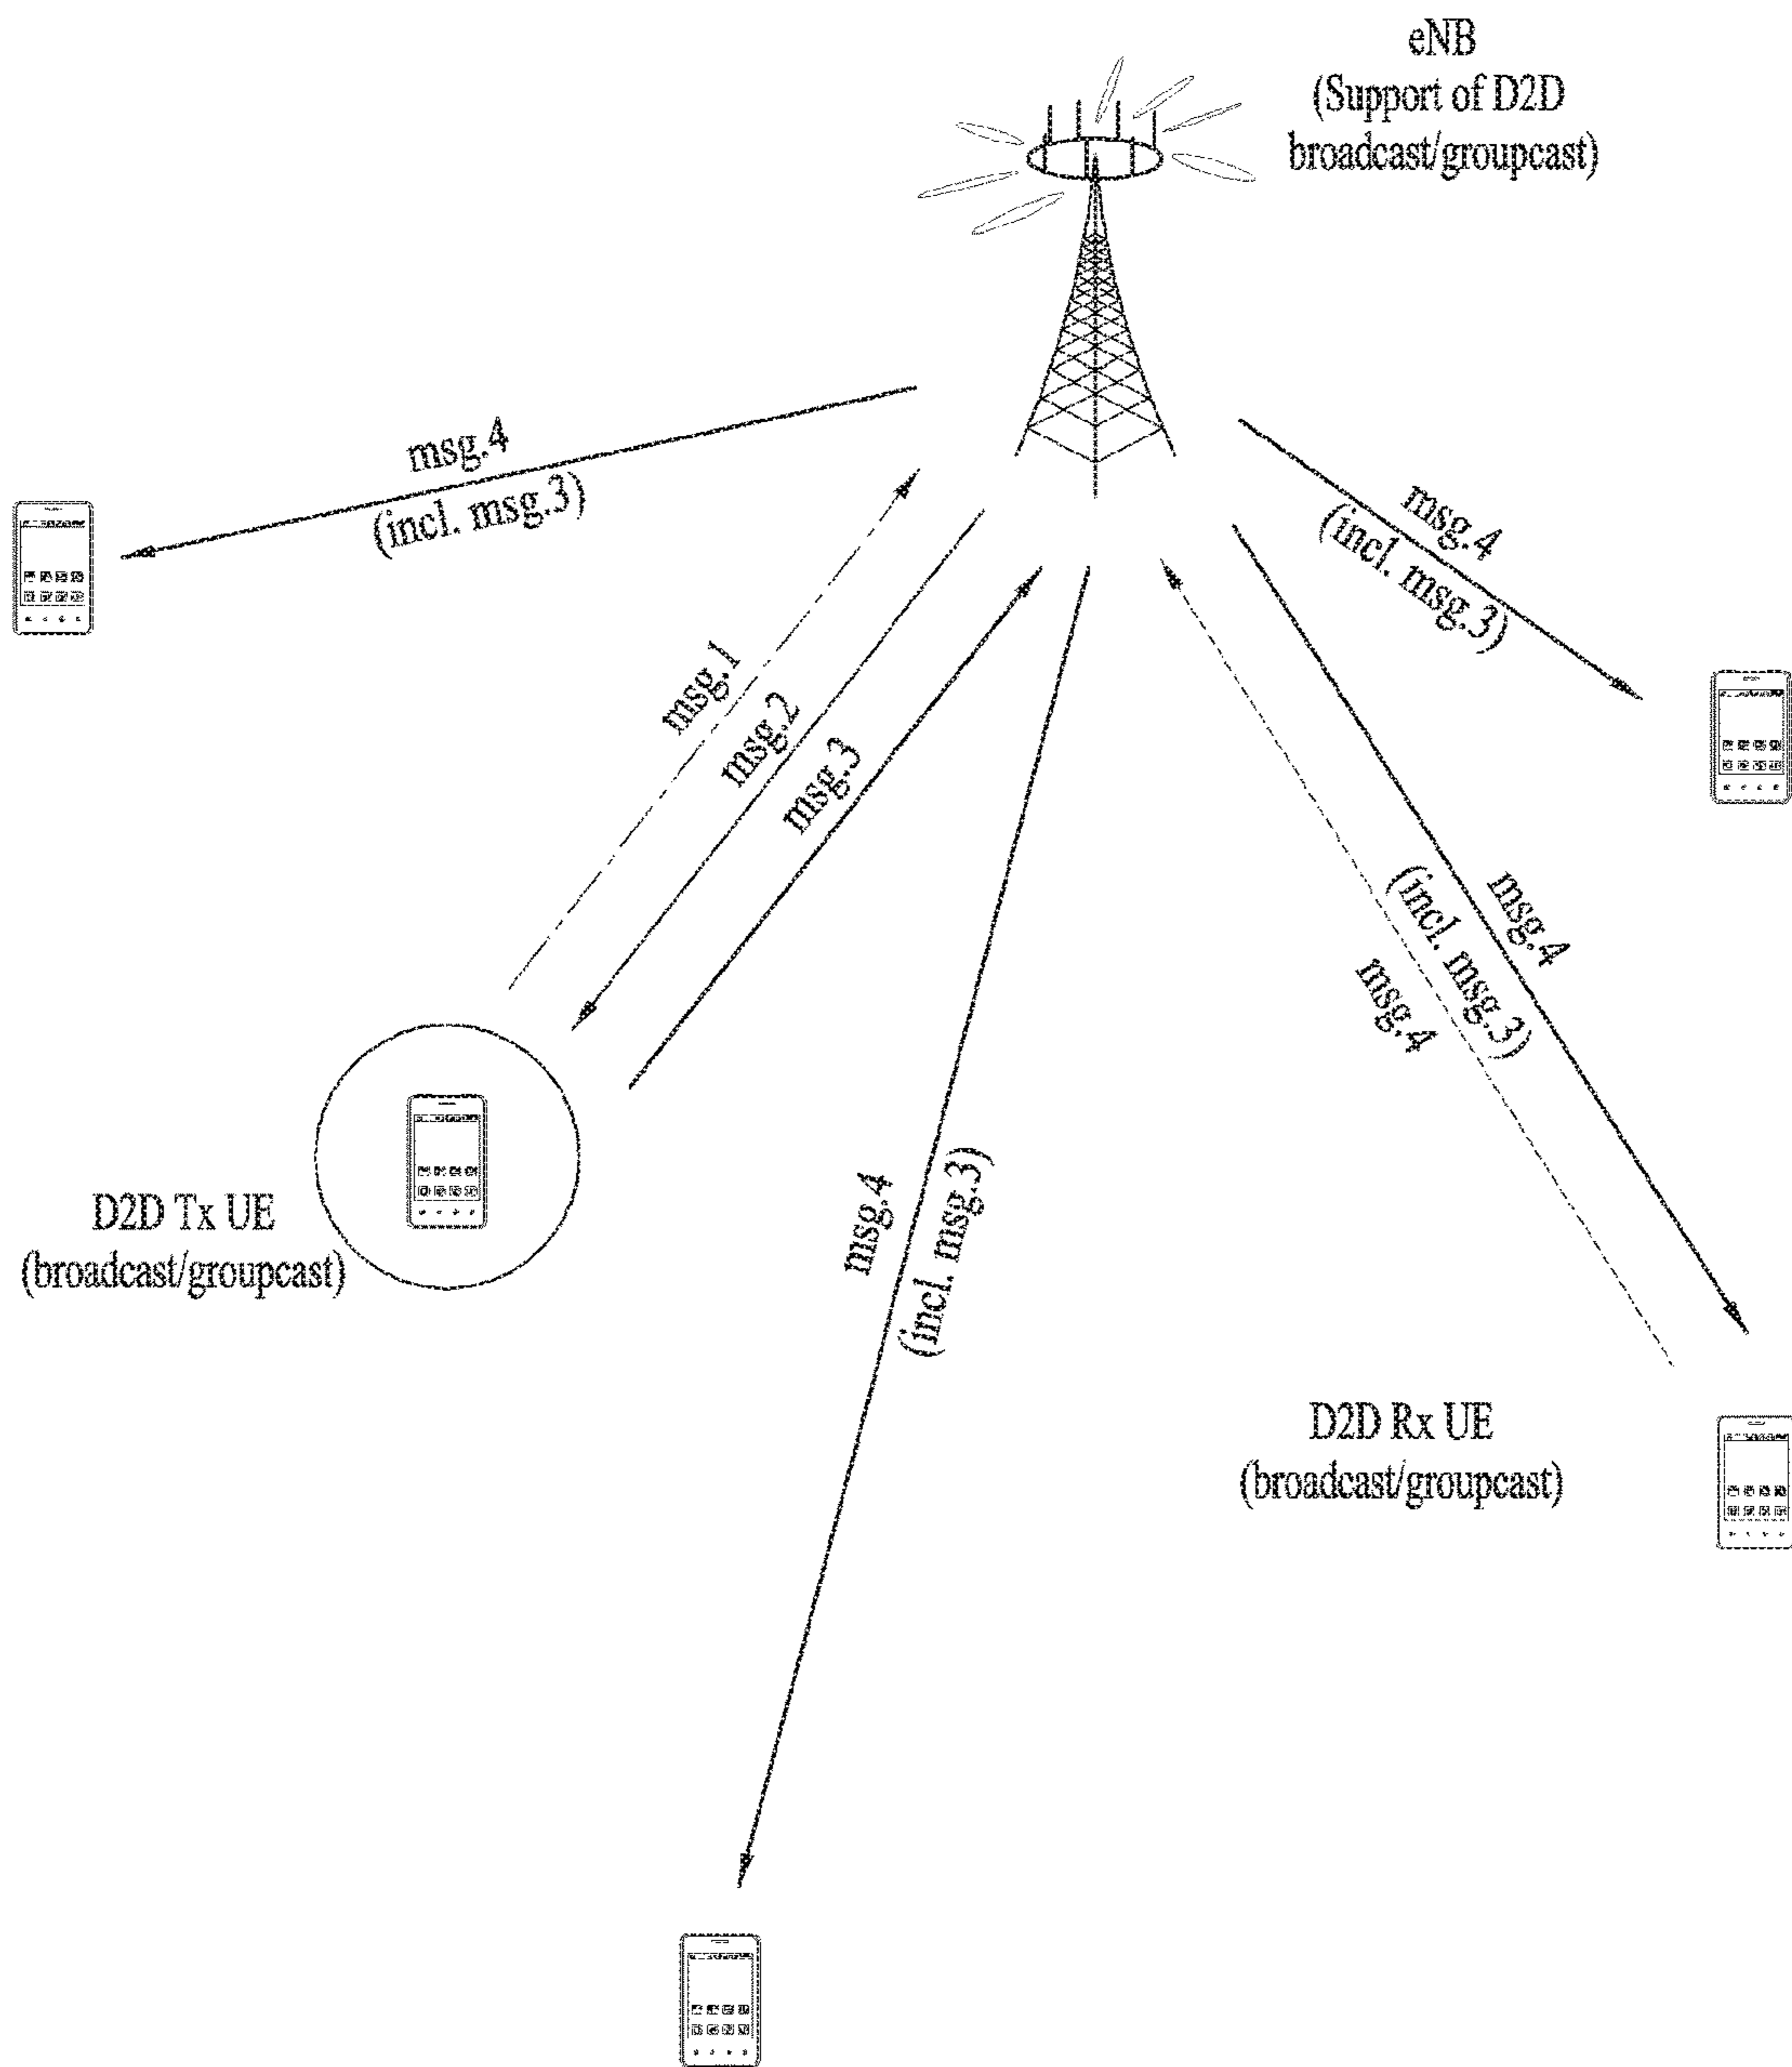 eNB
(Support of D2D
broadcast/groupcast)
msg.4
(incl. msg.3)
msg.4
(incl. msg.3)
msg.1
msg.2
msg.3
msg.4
(incl. msg.3)
msg.4
msg.4
(incl. msg.3)
D2D Tx UE
(broadcast/groupcast)
D2D Rx UE
(broadcast/groupcast)